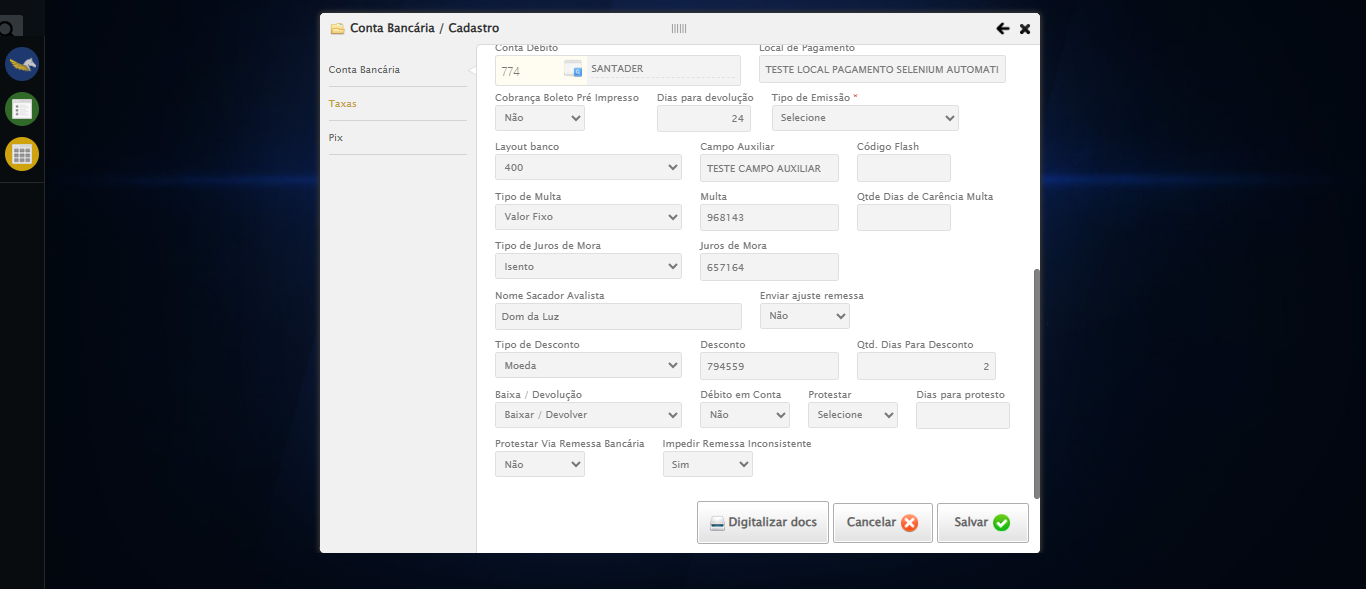 Conta Bancária / Cadastro
Conta Bancária
Taxas
Pix
Conta Débito Local de Pagamento
774 SANTADER TESTE LOCAL PAGAMENTO SELENIUM AUTOMATI
Cobrança Boleto Pré Impresso Dias para devolução Tipo de Emissão *
Não 24 Selecione
Layout banco Campo Auxiliar Código Flash
400 TESTE CAMPO AUXILIAR
Tipo de Multa Multa Qtde Dias de Carência Multa
Valor Fixo 968143
Tipo de Juros de Mora Juros de Mora
Isento 657164
Nome Sacador Avalista Enviar ajuste remessa
Dom da Luz Não
Tipo de Desconto Desconto Qtd. Dias Para Desconto
Moeda 794559 2
Baixa / Devolução Débito em Conta Protestar Dias para protesto
Baixar / Devolver Não Selecione
Protestar Via Remessa Bancária Impedir Remessa Inconsistente
Não Sim
Digitalizar docs Cancelar Salvar